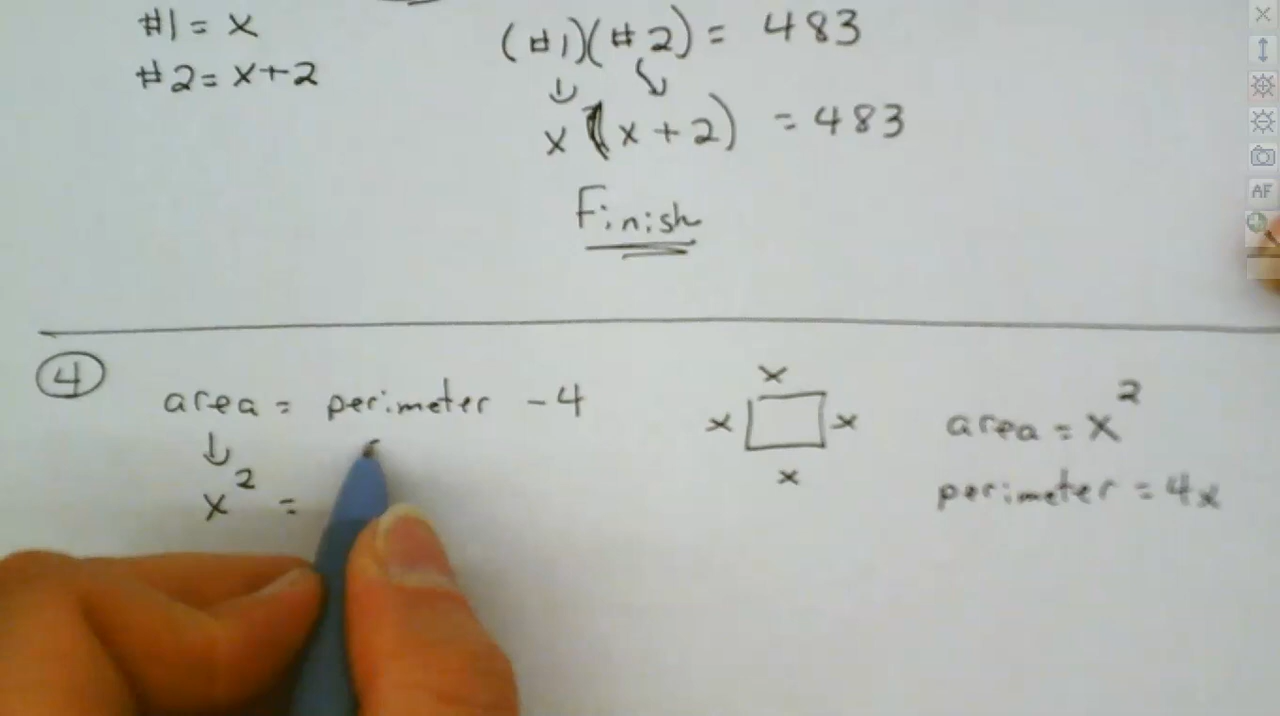 #1 = x
#2 = x+2
(#1)(#2) = 483
x (x+2) = 483
Finish
4
area = perimeter - 4
x² =
x
x
x
x
area = x²
perimeter = 4x
AF